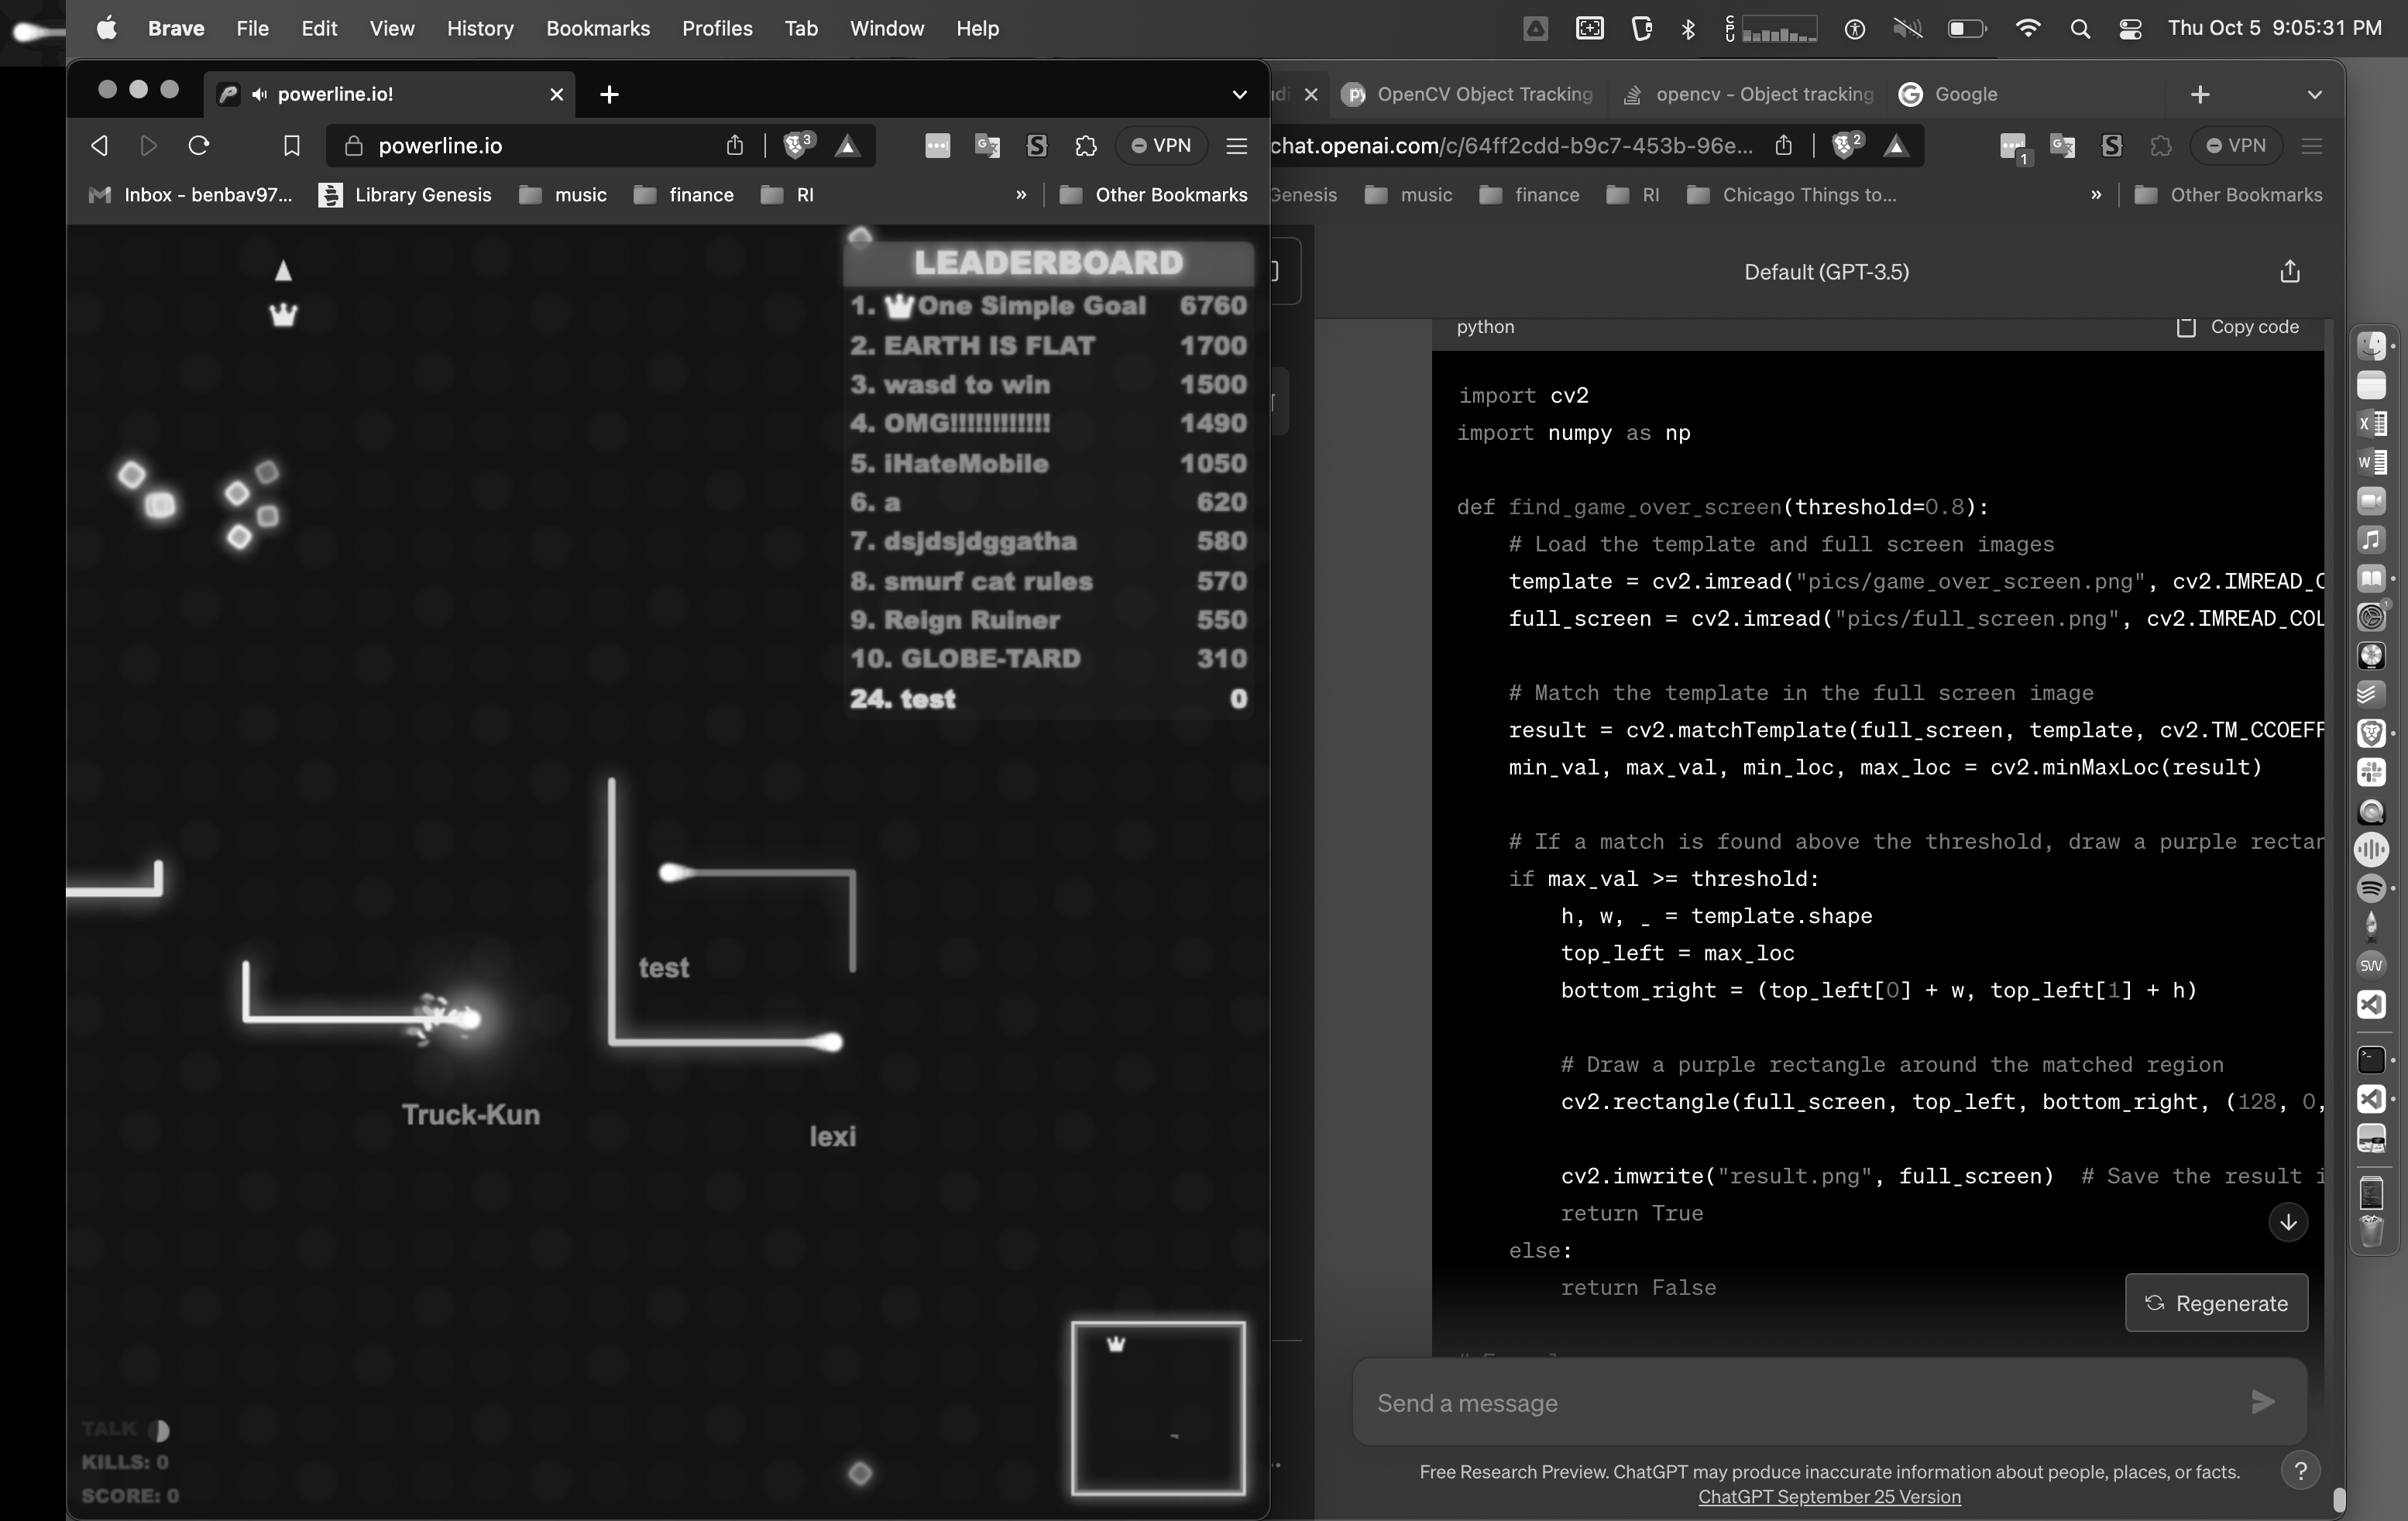 Brave File Edit View History Bookmarks Profiles Tab Window Help
CPU
Thu Oct 5 9:05:31 PM
powerline.io!
powerline.io
3
VPN
Inbox - benbav97...
Library Genesis
music
finance
RI
»
Other Bookmarks
LEADERBOARD
1. One Simple Goal 6760
2. EARTH IS FLAT 1700
3. wasd to win 1500
4. OMG!!!!!!!!!!!! 1490
5. iHateMobile 1050
6. a 620
7. dsjdsjdggatha 580
8. smurf cat rules 570
9. Reign Ruiner 550
10. GLOBE-TARD 310
24. test 0
test
Truck-Kun
lexi
TALK
KILLS: 0
SCORE: 0
OpenCV Object Tracking
opencv - Object tracking
Google
chat.openai.com/c/64ff2cdd-b9c7-453b-96e...
2
1
VPN
Genesis
music
finance
RI
Chicago Things to...
»
Other Bookmarks
Default (GPT-3.5)
python
Copy code
import cv2
import numpy as np
def find_game_over_screen(threshold=0.8):
# Load the template and full screen images
template = cv2.imread("pics/game_over_screen.png", cv2.IMREAD_C
full_screen = cv2.imread("pics/full_screen.png", cv2.IMREAD_COL
# Match the template in the full screen image
result = cv2.matchTemplate(full_screen, template, cv2.TM_CCOEFF
min_val, max_val, min_loc, max_loc = cv2.minMaxLoc(result)
# If a match is found above the threshold, draw a purple rectan
if max_val >= threshold:
h, w, _ = template.shape
top_left = max_loc
bottom_right = (top_left[0] + w, top_left[1] + h)
# Draw a purple rectangle around the matched region
cv2.rectangle(full_screen, top_left, bottom_right, (128, 0,
cv2.imwrite("result.png", full_screen)  # Save the result i
return True
else:
return False
Regenerate
Send a message
Free Research Preview. ChatGPT may produce inaccurate information about people, places, or facts.
ChatGPT September 25 Version
?